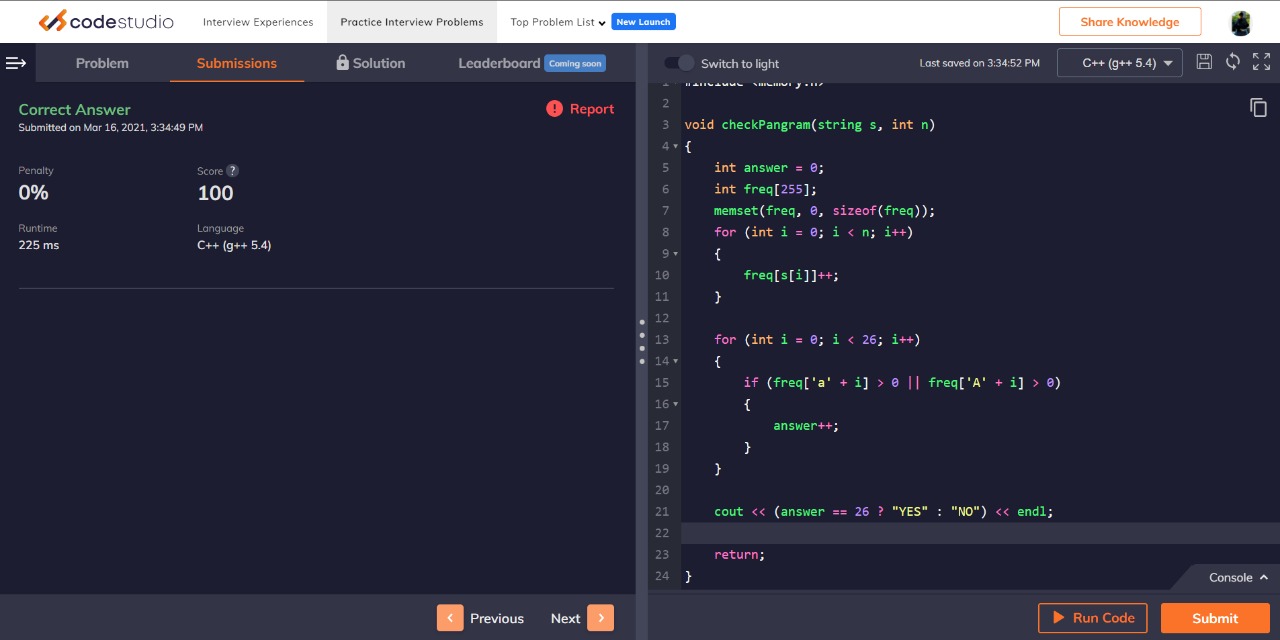 codestudio
Interview Experiences
Practice Interview Problems
Top Problem List
New Launch
Share Knowledge
Problem
Submissions
Solution
Leaderboard
Coming soon
Switch to light
Last saved on 3:34:52 PM
C++ (g++ 5.4)
Correct Answer
Report
Submitted on Mar 16, 2021, 3:34:49 PM
Penalty
Score ?
0%
100
Runtime
Language
225 ms
C++ (g++ 5.4)
1 #include <memory.h>
2
3 void checkPangram(string s, int n)
4 {
5 int answer = 0;
6 int freq[255];
7 memset(freq, 0, sizeof(freq));
8 for (int i = 0; i < n; i++)
9 {
10 freq[s[i]]++;
11 }
12
13 for (int i = 0; i < 26; i++)
14 {
15 if (freq['a' + i] > 0 || freq['A' + i] > 0)
16 {
17 answer++;
18 }
19 }
20
21 cout << (answer == 26 ? "YES" : "NO") << endl;
22
23 return;
24 }
Console
Previous
Next
Run Code
Submit